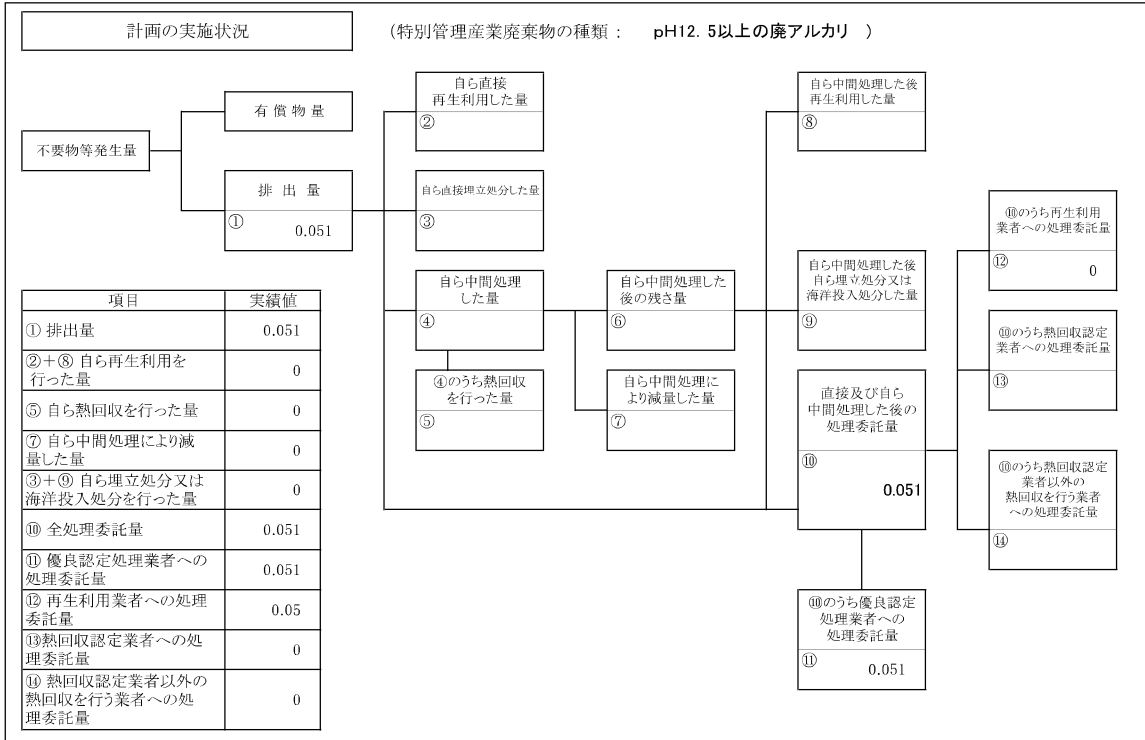 計画の実施状況
(特別管理産業廃棄物の種類： pH12.5以上の廃アルカリ )
不要物等発生量
有償物量
排出量
①
0.051
自ら直接
再生利用した量
②
自ら直接埋立処分した量
③
自ら中間処理
した量
④
④のうち熱回収
を行った量
⑤
自ら中間処理した
後の残さ量
⑥
自ら中間処理に
より減量した量
⑦
自ら中間処理した後
再生利用した量
⑧
自ら中間処理した後
自ら埋立処分又は
海洋投入処分した量
⑨
直接及び自ら
中間処理した後の
処理委託量
⑩
0.051
⑩のうち優良認定
処理業者への
処理委託量
⑪
0.051
⑩のうち再生利用
業者への処理委託量
⑫
0
⑩のうち熱回収認定
業者への処理委託量
⑬
⑩のうち熱回収認定
業者以外の
熱回収を行う業者
への処理委託量
⑭
項目 実績値
① 排出量 0.051
②＋⑧ 自ら再生利用を
行った量 0
⑤ 自ら熱回収を行った量 0
⑦ 自ら中間処理により減
量した量 0
③＋⑨ 自ら埋立処分又は
海洋投入処分を行った量 0
⑩ 全処理委託量 0.051
⑪ 優良認定処理業者への
処理委託量 0.051
⑫ 再生利用業者への処理
委託量 0.05
⑬熱回収認定業者への処
理委託量 0
⑭ 熱回収認定業者以外の
熱回収を行う業者への処
理委託量 0